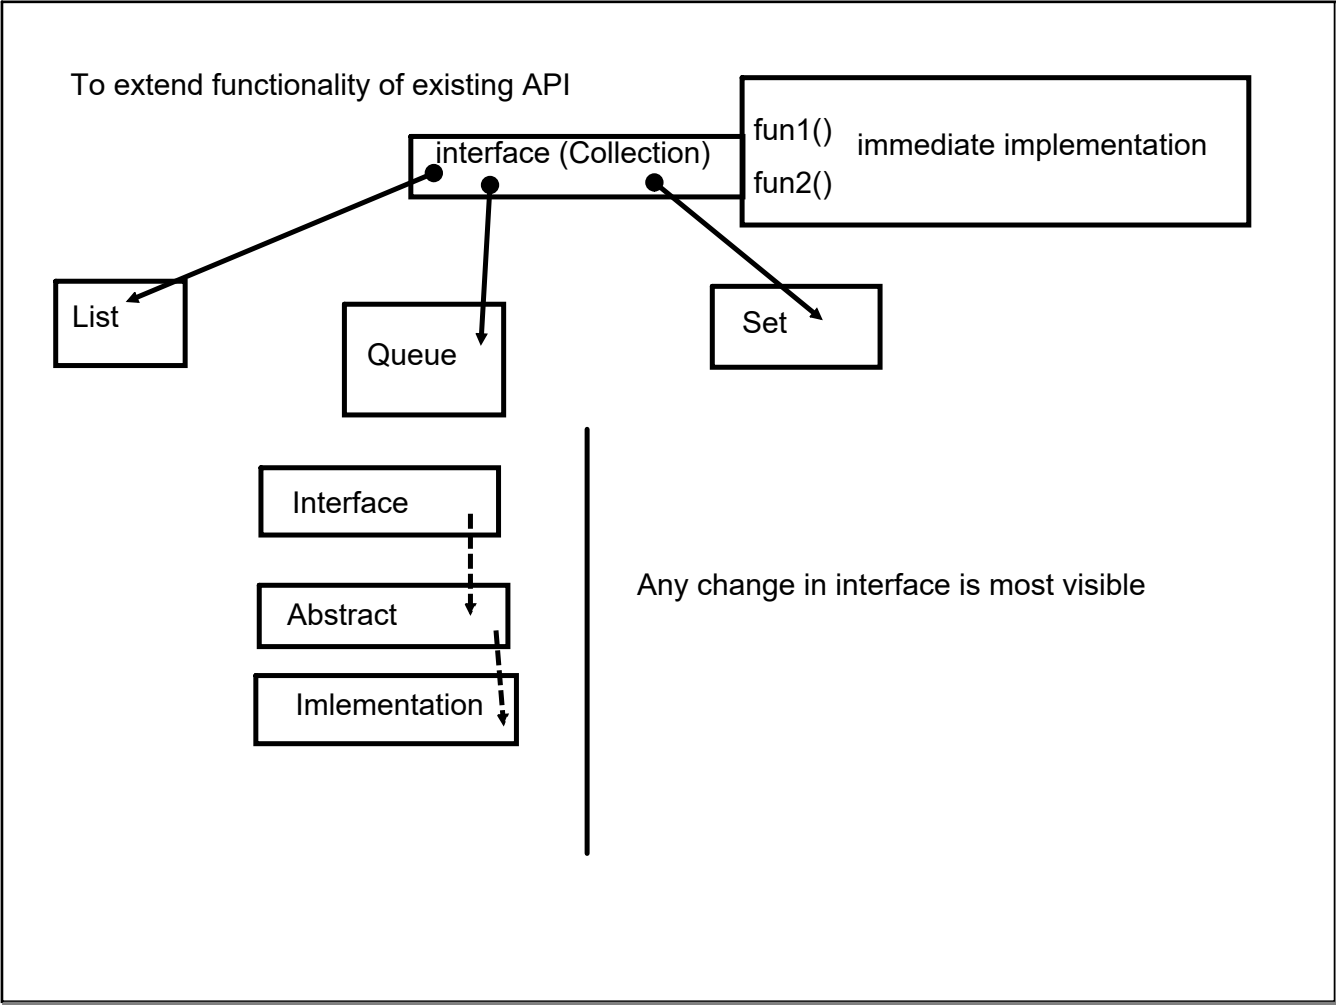 To extend functionality of existing API
fun1()
immediate implementation
interface (Collection)
fun2()
List
Queue
Set
Interface
Any change in interface is most visible
Abstract
Imlementation